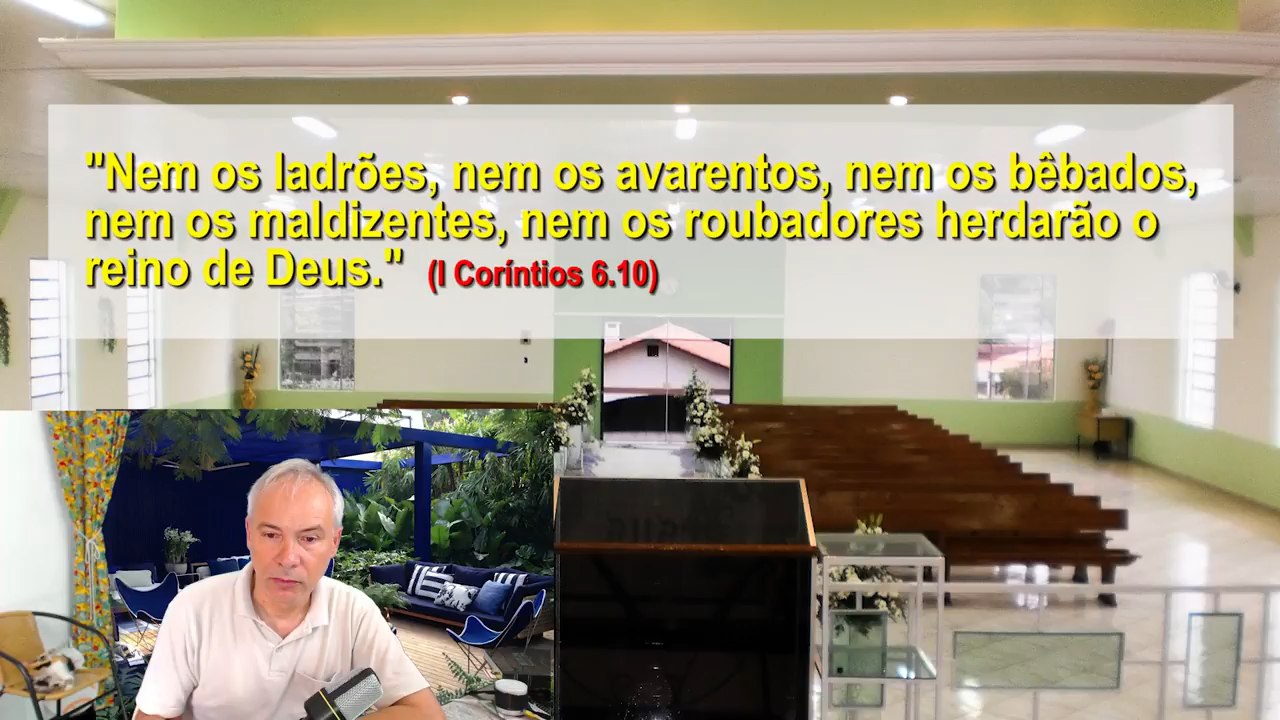 "Nem os ladrões, nem os avarentos, nem os bêbados,
nem os maldizentes, nem os roubadores herdarão o
reino de Deus." (I Coríntios 6.10)